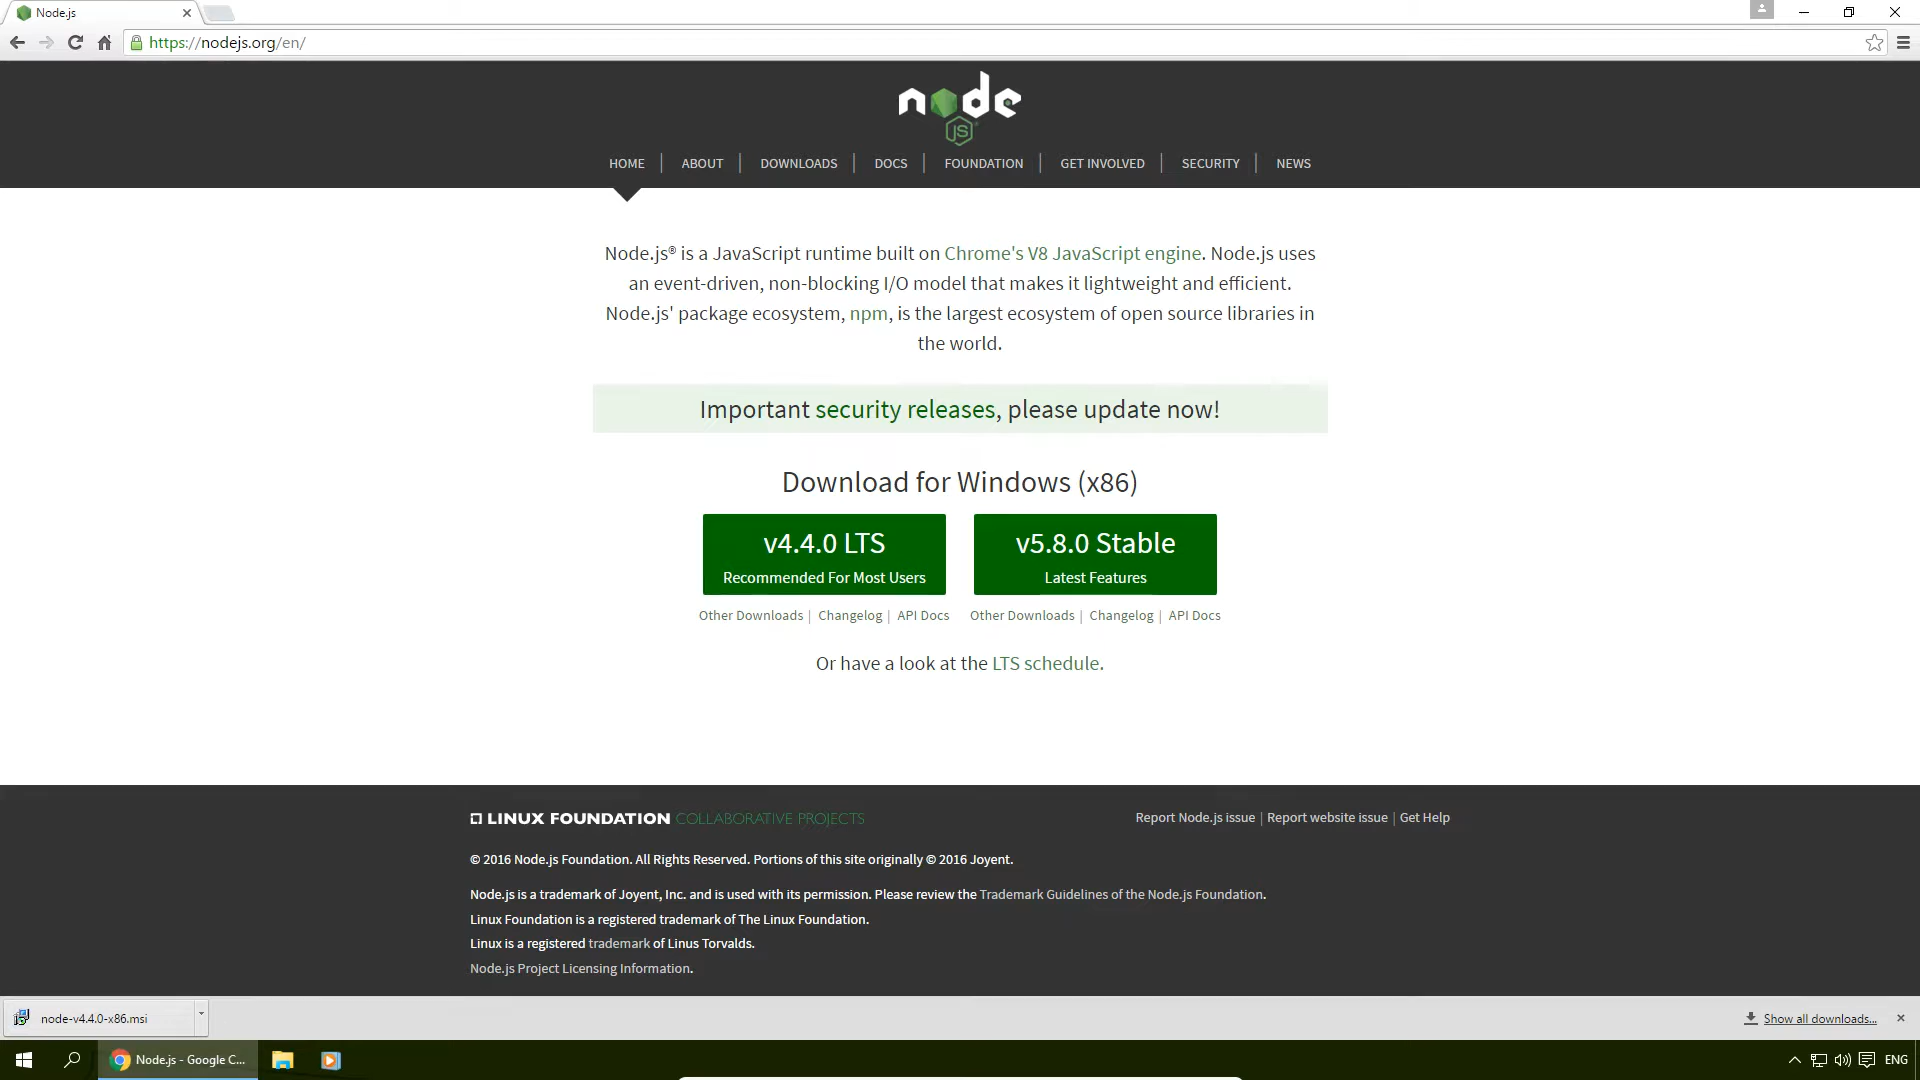 Node.js
https://nodejs.org/en/
node
JS
HOME | ABOUT | DOWNLOADS | DOCS | FOUNDATION | GET INVOLVED | SECURITY | NEWS
Node.js® is a JavaScript runtime built on Chrome's V8 JavaScript engine. Node.js uses
an event-driven, non-blocking I/O model that makes it lightweight and efficient.
Node.js' package ecosystem, npm, is the largest ecosystem of open source libraries in
the world.
Important security releases, please update now!
Download for Windows (x86)
v4.4.0 LTS
Recommended For Most Users
v5.8.0 Stable
Latest Features
Other Downloads | Changelog | API Docs
Other Downloads | Changelog | API Docs
Or have a look at the LTS schedule.
LINUX FOUNDATION COLLABORATIVE PROJECTS
Report Node.js issue | Report website issue | Get Help
© 2016 Node.js Foundation. All Rights Reserved. Portions of this site originally © 2016 Joyent.
Node.js is a trademark of Joyent, Inc. and is used with its permission. Please review the Trademark Guidelines of the Node.js Foundation.
Linux Foundation is a registered trademark of The Linux Foundation.
Linux is a registered trademark of Linus Torvalds.
Node.js Project Licensing Information.
node-v4.4.0-x86.msi
Show all downloads...
Node.js - Google C...
ENG